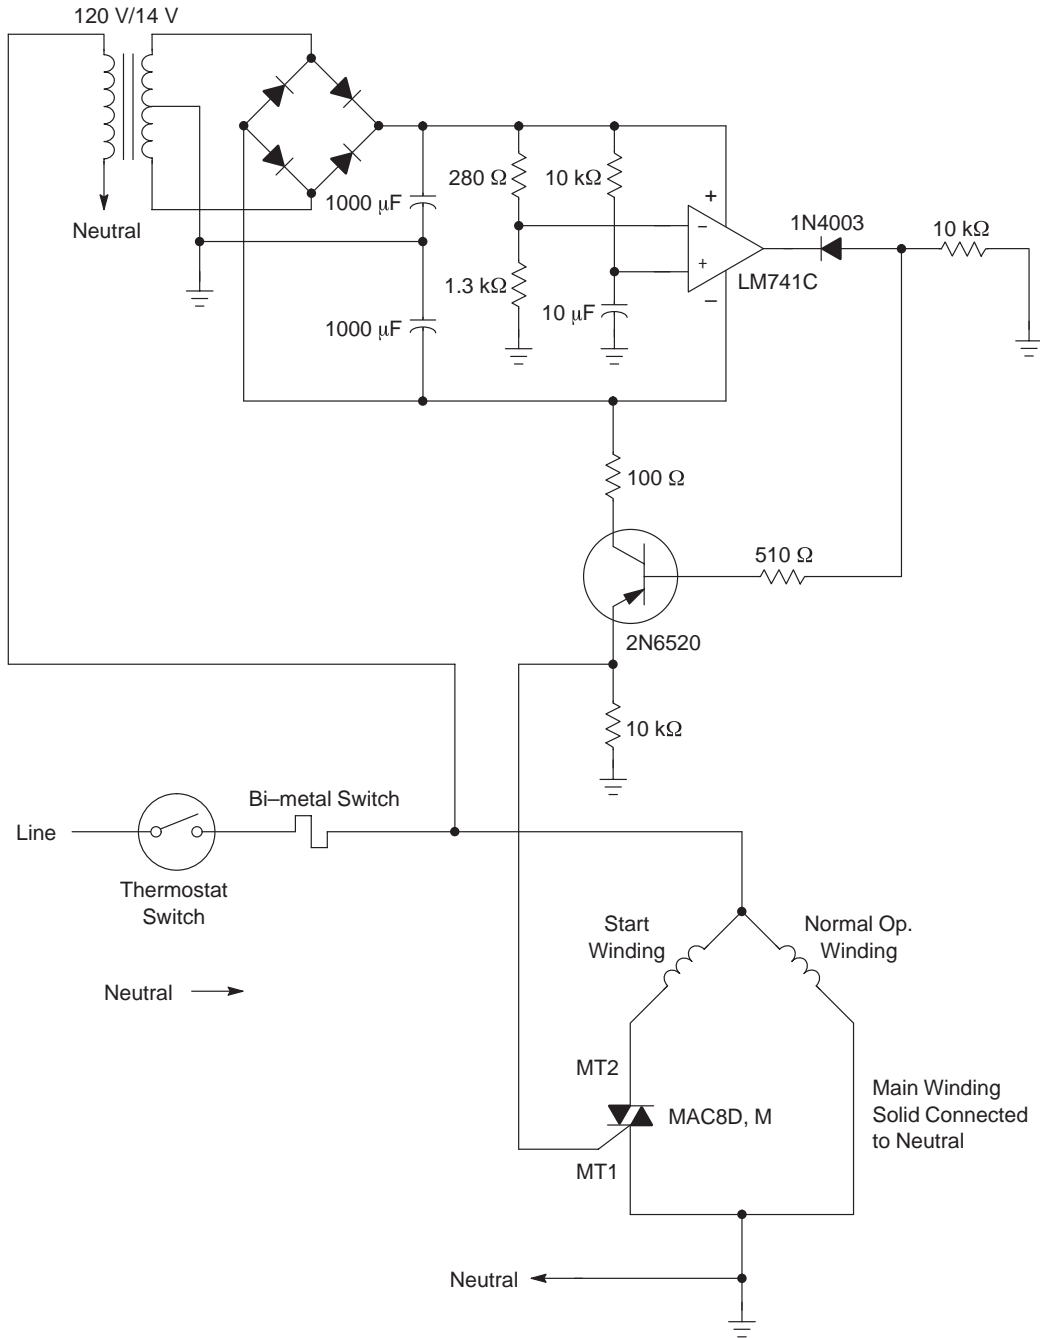 120 V/14 V
Neutral
1000 μF
1000 μF
280 Ω
1.3 kΩ
10 kΩ
10 μF
+
−
+
−
LM741C
1N4003
10 kΩ
100 Ω
510 Ω
2N6520
10 kΩ
Line
Bi–metal Switch
Thermostat
Switch
Neutral
Start
Winding
Normal Op.
Winding
MT2
MAC8D, M
MT1
Main Winding
Solid Connected
to Neutral
Neutral